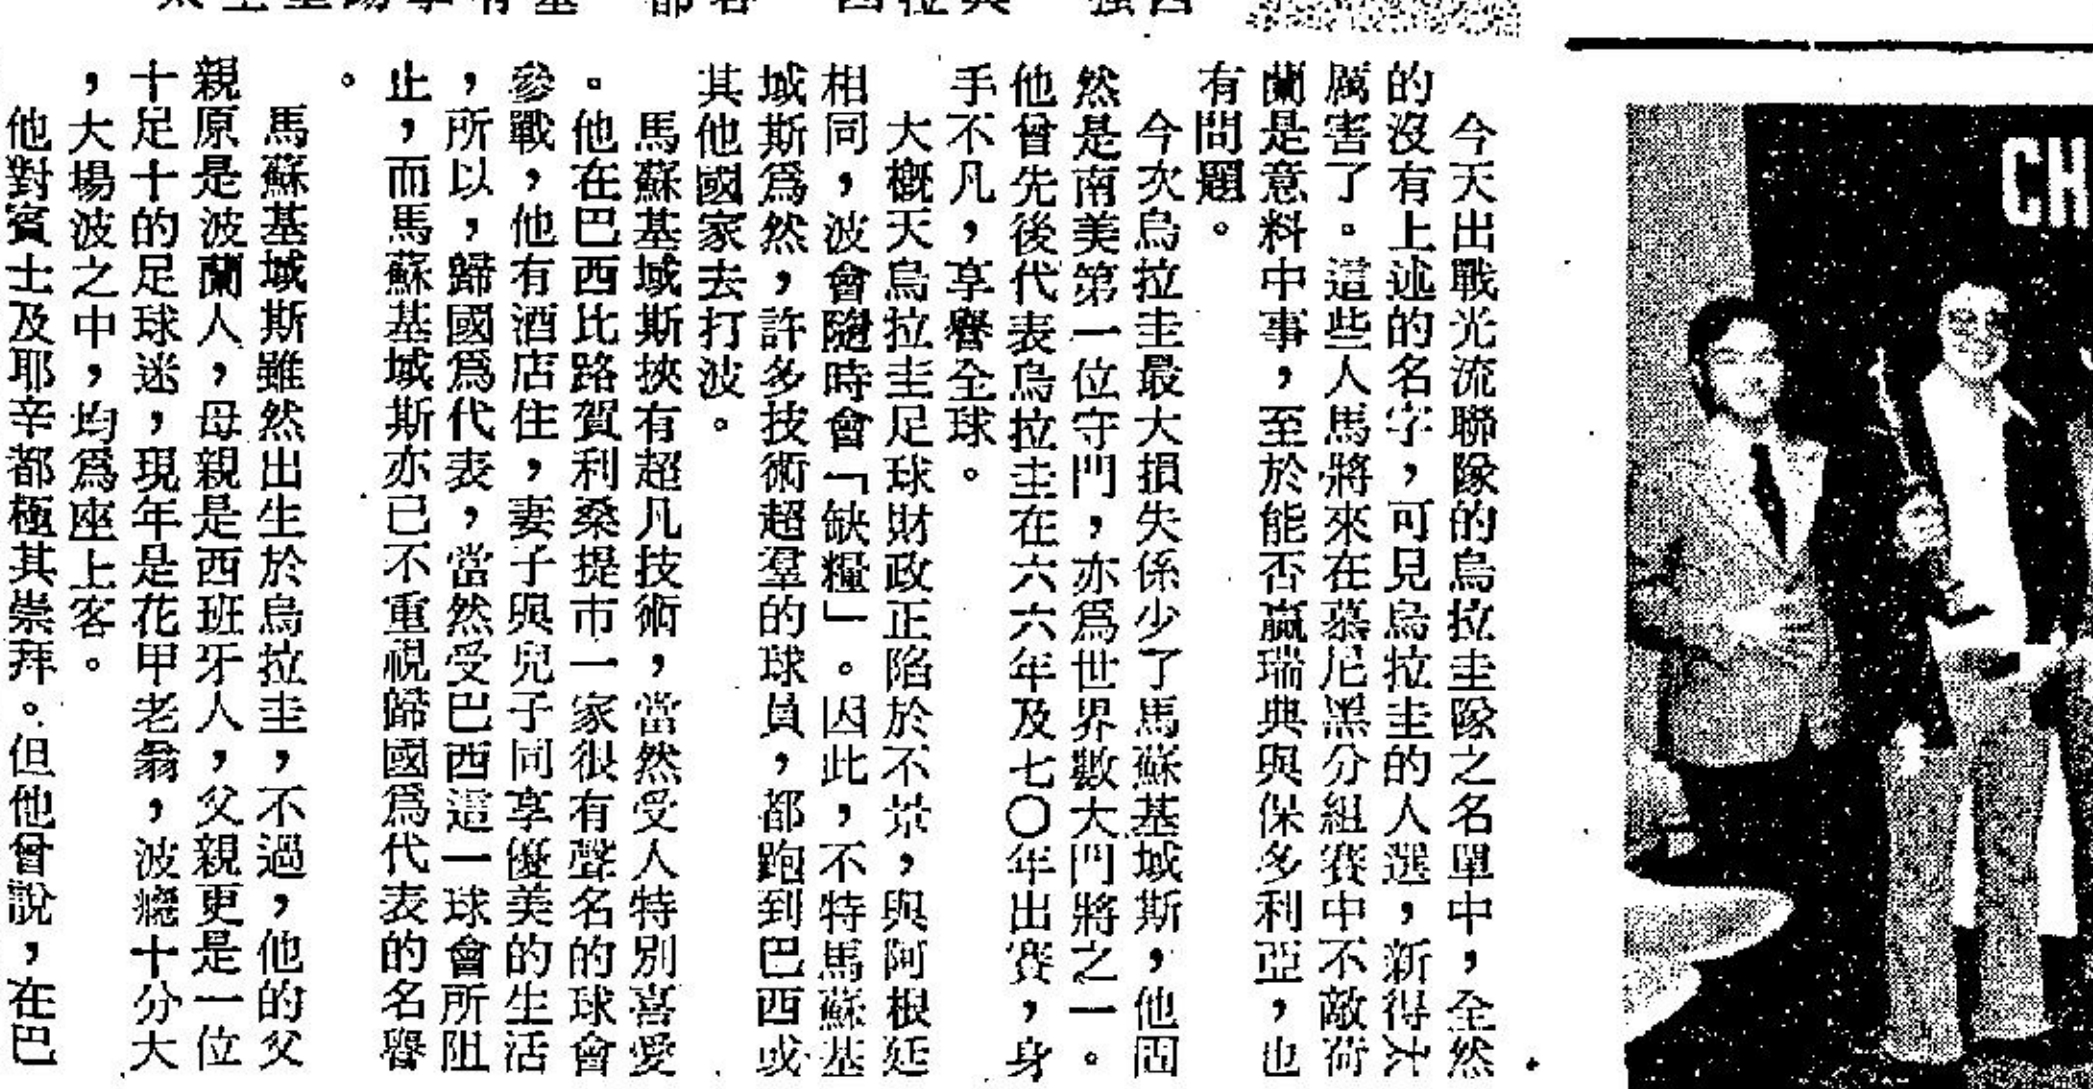 今天出戰光流聯隊的烏拉圭隊之名單中，全然
的沒有上述的名字，可見烏拉圭的人選，新得太
厲害了。這些人馬將來在慕尼黑分組賽中不敵荷
蘭是意料中事，至於能否贏瑞典與保多利亞，也
有問題。
今次烏拉圭最大損失係少了馬蘇基域斯，他固
然是南美第一位守門，亦爲世界數大門將之一。
他曾先後代表烏拉圭在六六年及七〇年出賽，身
手不凡，享譽全球。
大概天烏拉圭足球財政正陷於不景，與阿根廷
相同，波會隨時會「缺糧」。因此，不特馬蘇基
域斯爲然，許多技術超羣的球員，都跑到巴西或
其他國家去打波。
馬蘇基域斯挾有超凡技術，當然受人特別喜愛
。他在巴西比路賀利桑提市一家很有聲名的球會
參戰，他有酒店住，妻子與兒子同享優美的生活
，所以，歸國爲代表，當然受巴西這一球會所阻
止，而馬蘇基域斯亦已不重視歸國爲代表的名譽
。
馬蘇基域斯雖然出生於烏拉圭，不過，他的父
親原是波蘭人，母親是西班牙人，父親更是一位
十足十的足球迷，現年是花甲老翁，波癮十分大
，大場波之中，均爲座上客。
他對賓士及耶辛都極其崇拜。但他曾說，在巴
CH